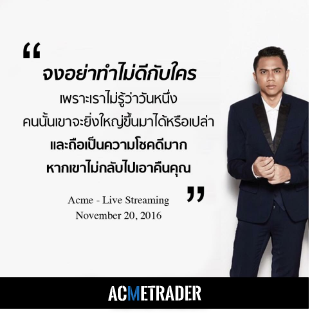 “
จงอย่าทำไม่ดีกับใคร
เพราะเราไม่รู้ว่าวันหนึ่ง
คนนั้นเขาจะยิ่งใหญ่ขึ้นมาได้หรือเปล่า
และถือเป็นความโชคดีมาก
หากเขาไม่กลับไปเอาคืนคุณ
”
Acme - Live Streaming
November 20, 2016
ACMETRADER